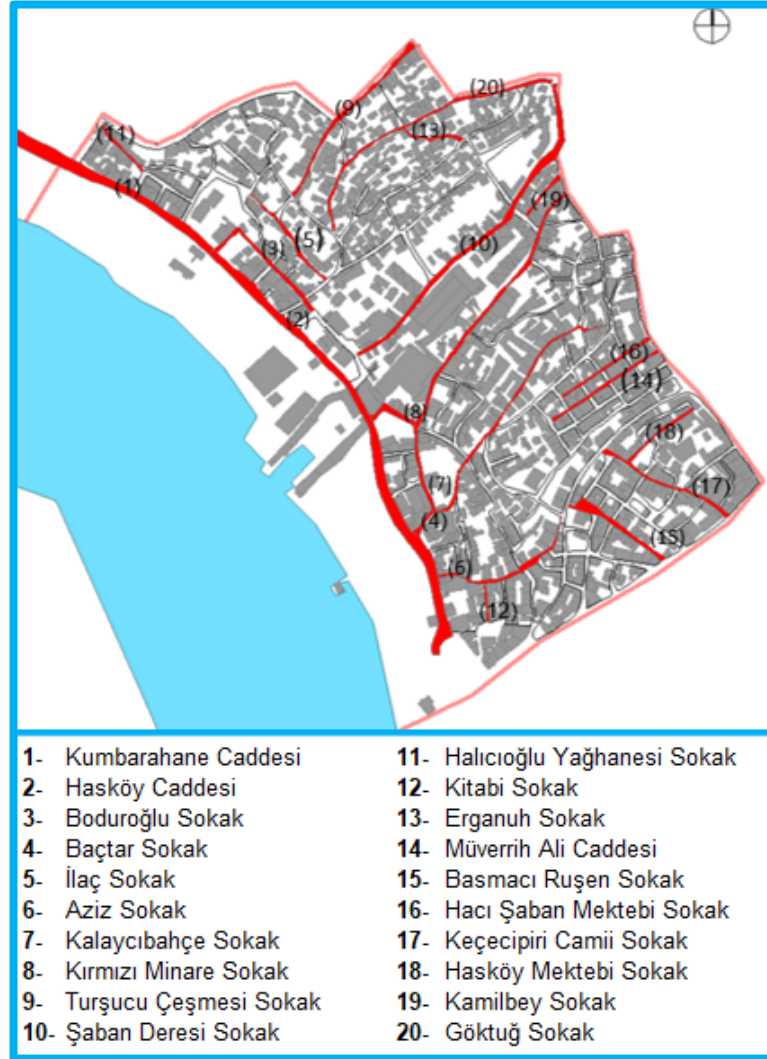 (20)
(9)
(13)
(11)
(1)
(19)
(5)
(3)
(10)
(2)
(16)
(14)
(8)
(18)
(7)
(17)
(4)
(15)
(6)
(12)
1- Kumbarahane Caddesi
2- Hasköy Caddesi
3- Boduroğlu Sokak
4- Baçtar Sokak
5- İlaç Sokak
6- Aziz Sokak
7- Kalaycıbahçe Sokak
8- Kırmızı Minare Sokak
9- Turşucu Çeşmesi Sokak
10- Şaban Deresi Sokak
11- Halıcıoğlu Yağhanesi Sokak
12- Kitabi Sokak
13- Erganuh Sokak
14- Müverrih Ali Caddesi
15- Basmacı Ruşen Sokak
16- Hacı Şaban Mektebi Sokak
17- Keçecipiri Camii Sokak
18- Hasköy Mektebi Sokak
19- Kamilbey Sokak
20- Göktuğ Sokak